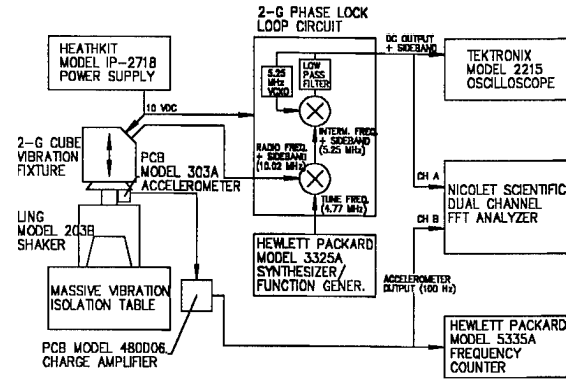 2-G PHASE LOCK
LOOP CIRCUIT
HEATHKIT
MODEL IP-2718
POWER SUPPLY
10 VDC
5.25
MHz
VCXO
LOW
PASS
FILTER
DC OUTPUT
+ SIDEBAND
TEKTRONIX
MODEL 2215
OSCILLOSCOPE
2-G CUBE
VIBRATION
FIXTURE
PCB
MODEL 303A
ACCELEROMETER
RADIO FREQ.
+ SIDEBAND
(10.02 MHz)
INTERM. FREQ.
+ SIDEBAND
(5.25 MHz)
TUNE FREQ.
(4.77 MHz)
CH A
CH B
NICOLET SCIENTIFIC
DUAL CHANNEL
FFT ANALYZER
LING
MODEL 203B
SHAKER
HEWLETT PACKARD
MODEL 3325A
SYNTHESIZER/
FUNCTION GENER.
MASSIVE VIBRATION
ISOLATION TABLE
ACCELEROMETER
OUTPUT (100 Hz)
PCB MODEL 480D06
CHARGE AMPLIFIER
HEWLETT PACKARD
MODEL 5335A
FREQUENCY
COUNTER